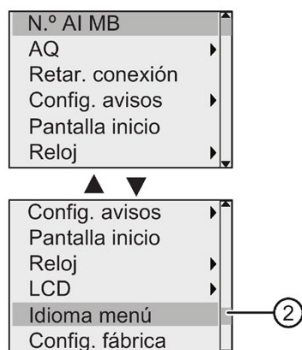 N.º AI MB
AQ
Retar. conexión
Config. avisos
Pantalla inicio
Reloj
Config. avisos
Pantalla inicio
Reloj
LCD
Idioma menú
2
Config. fábrica